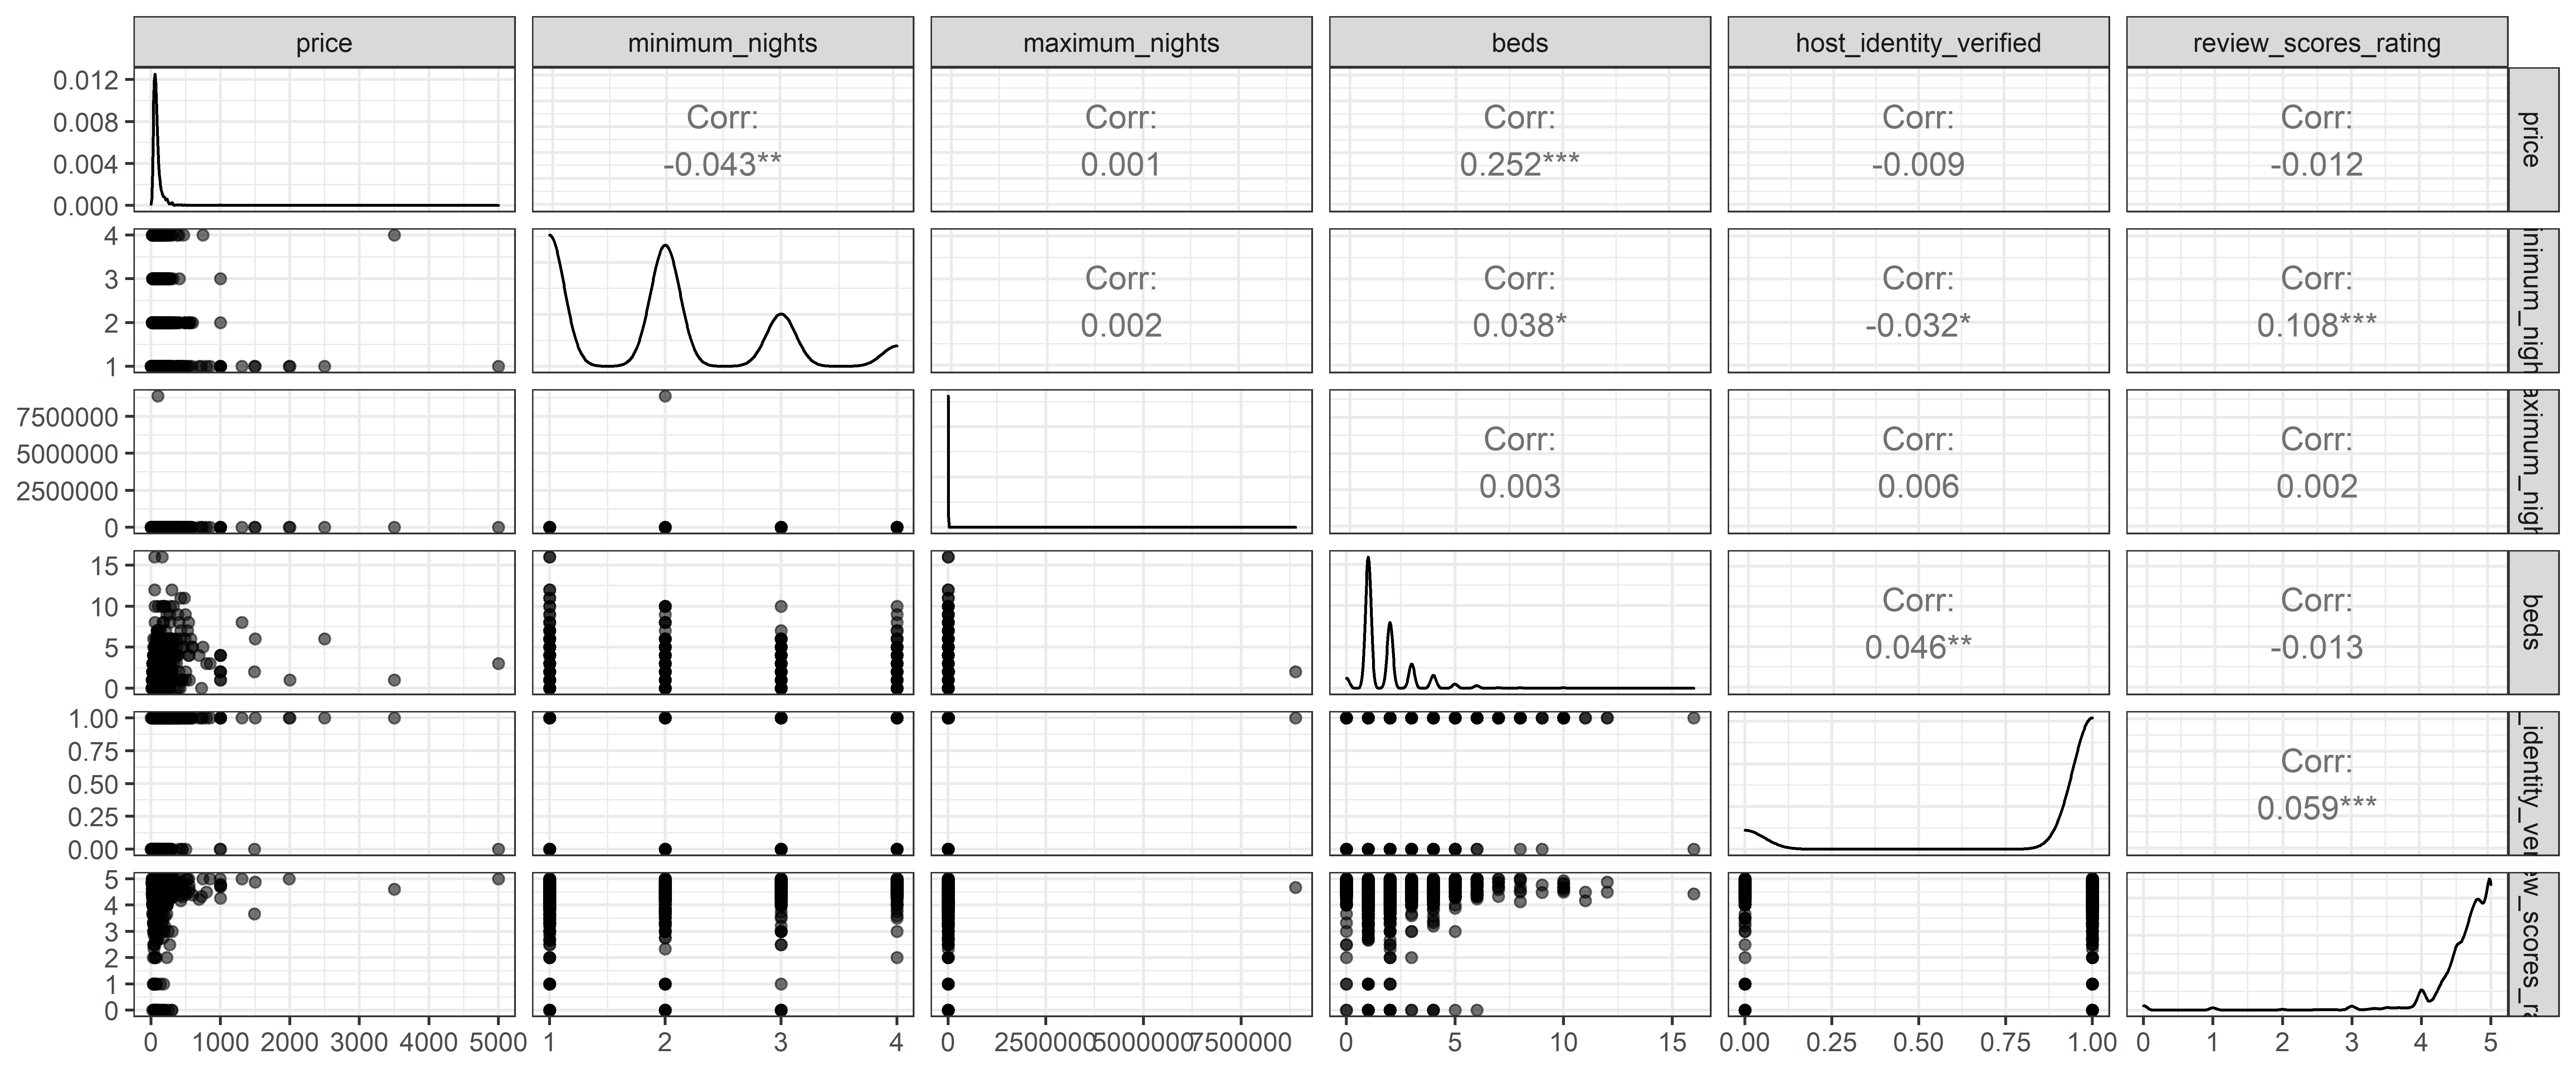 price minimum_nights maximum_nights beds host_identity_verified review_scores_rating
0.012
0.008
0.004
0.000
Corr:
-0.043**
Corr:
0.001
Corr:
0.252***
Corr:
-0.009
Corr:
-0.012
price
4
3
2
1
Corr:
0.002
Corr:
0.038*
Corr:
-0.032*
Corr:
0.108***
inimum_nigh
7500000
5000000
2500000
0
Corr:
0.003
Corr:
0.006
Corr:
0.002
aximum_nigh
15
10
5
0
Corr:
0.046**
Corr:
-0.013
beds
1.00
0.75
0.50
0.25
0.00
Corr:
0.059***
_identity_ver
5
4
3
2
1
0
ew_scores_ra
0 1000 2000 3000 4000 5000
1 2 3 4
0 2500000 5000000 7500000
0 5 10 15
0.00 0.25 0.50 0.75 1.00
0 1 2 3 4 5